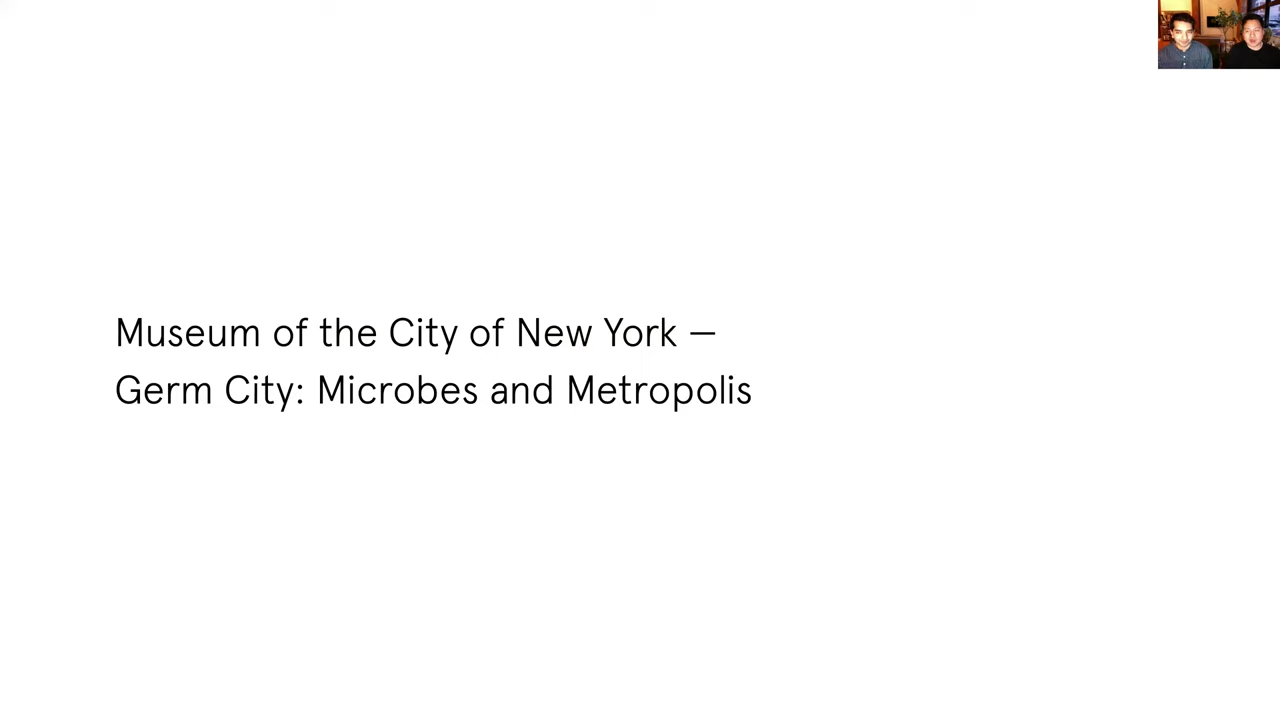 Museum of the City of New York —
Germ City: Microbes and Metropolis